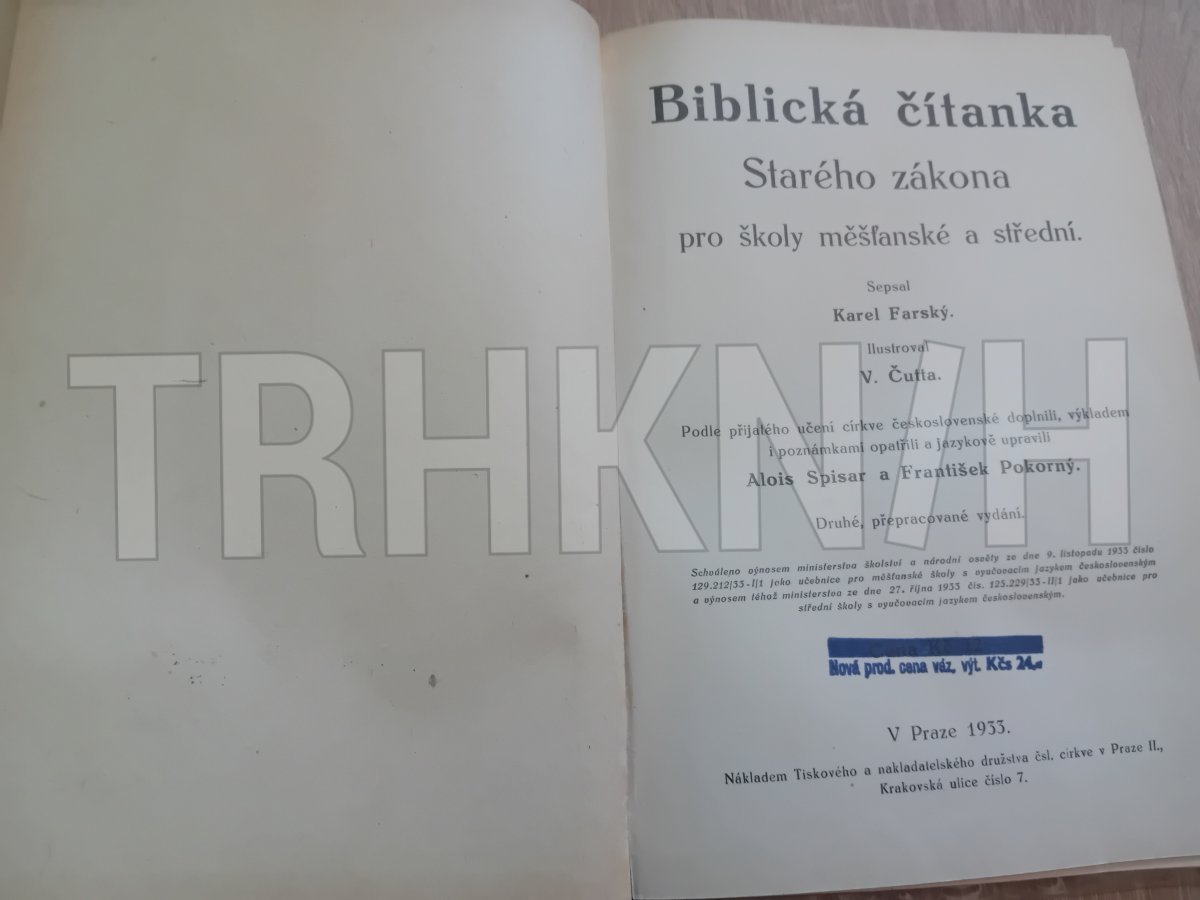 Biblická čítanka
Starého zákona
pro školy měšťanské a střední.
Sepsal
Karel Farský.
Ilustroval
V. Čutta.
Podle přijatého učení církve československé doplnili, výkladem
i poznámkami opatřili a jazykově upravili
Alois Spisar a František Pokorný.
Druhé, přepracované vydání.
Schváleno výnosem ministerstva školství a národní osvěty ze dne 9. listopadu 1933 číslo
129.212/33-I/1 jako učebnice pro měšťanské školy s vyučovacím jazykem československým
a výnosem téhož ministerstva ze dne 27. října 1933 čís. 125.229/33-II/1 jako učebnice pro
střední školy s vyučovacím jazykem československým.
Cena Kč 12
Nová prod. cena váz. výt. Kčs 24.-
V Praze 1933.
Nákladem Tiskového a nakladatelského družstva čsl. církve v Praze II.,
Krakovská ulice číslo 7.
TRHKNIH